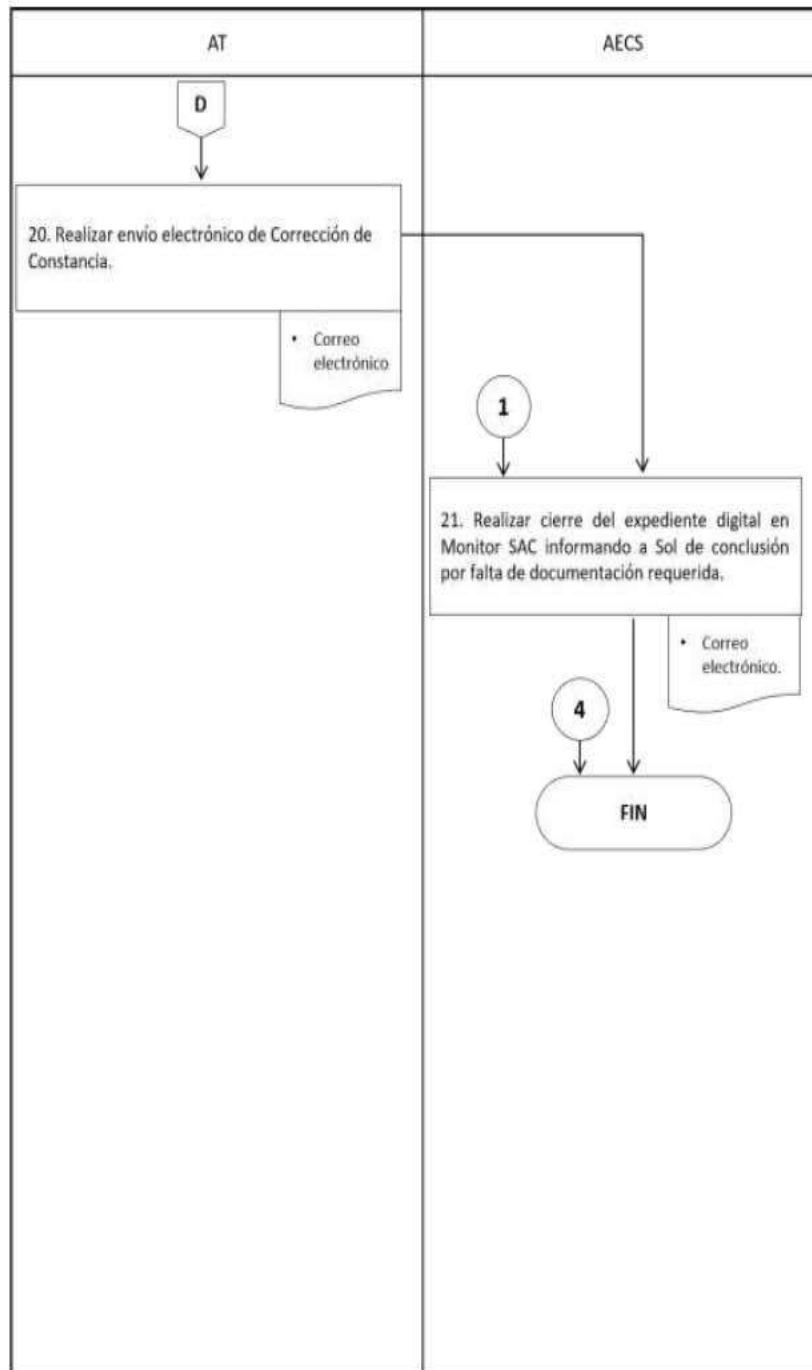 AT
AECS
D
20. Realizar envío electrónico de Corrección de
Constancia.
• Correo
electrónico
1
21. Realizar cierre del expediente digital en
Monitor SAC informando a Sol de conclusión
por falta de documentación requerida.
• Correo
electrónico.
4
FIN